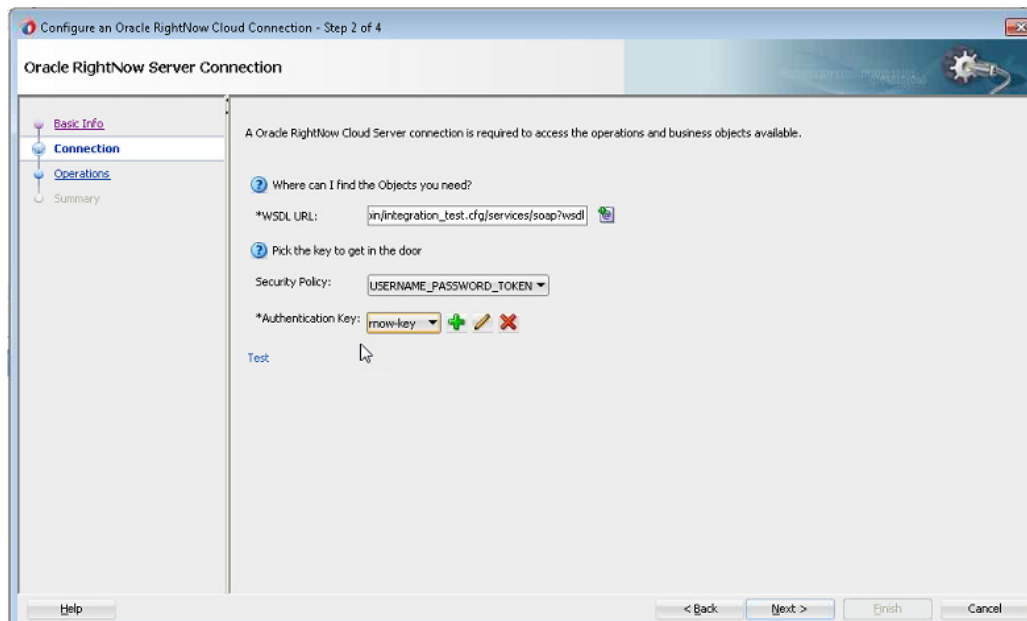 Configure an Oracle RightNow Cloud Connection - Step 2 of 4
Oracle RightNow Server Connection
Basic Info
Connection
Operations
Summary
A Oracle RightNow Cloud Server connection is required to access the operations and business objects available.
Where can I find the Objects you need?
*WSDL URL: in/integration_test.cfg/services/soap?wsdl
Pick the key to get in the door
Security Policy: USERNAME_PASSWORD_TOKEN
*Authentication Key: rnow-key
Test
Help < Back Next > Finish Cancel